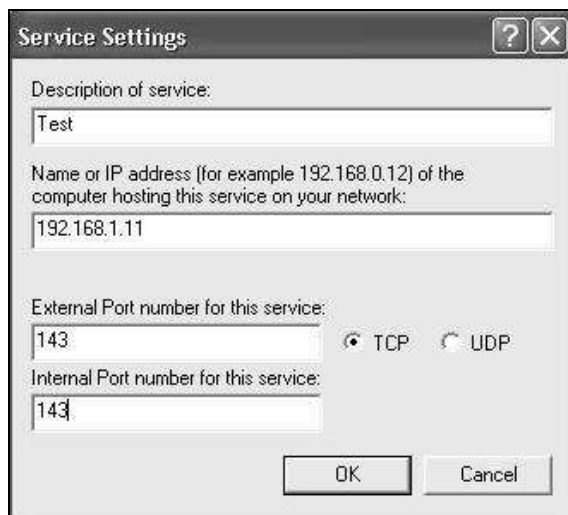 Service Settings
Description of service:
Test
Name or IP address (for example 192.168.0.12) of the
computer hosting this service on your network:
192.168.1.11
External Port number for this service:
143
TCP
UDP
Internal Port number for this service:
143
OK
Cancel